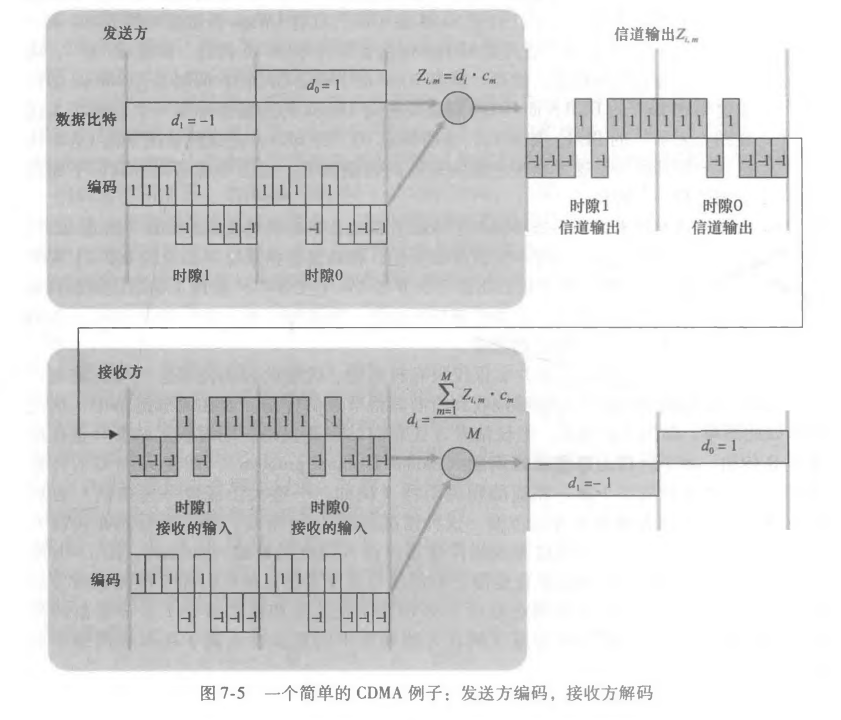 发送方
信道输出Z_{i,m}
Z_{i,m} = d_i · c_m
d_0 = 1
数据比特
d_1 = -1
1 1 1 1 1 1 1 1
-1 -1 -1 -1 -1 -1 -1 -1
编码
1 1 1 1 1 1 1 1
-1 -1 -1 -1 -1 -1 -1 -1
时隙1
时隙0
时隙1
信道输出
时隙0
信道输出
接收方
1 1 1 1 1 1 1 1
-1 -1 -1 -1 -1 -1 -1 -1
时隙1
接收的输入
时隙0
接收的输入
编码
1 1 1 1 1 1 1 1
-1 -1 -1 -1 -1 -1 -1 -1
d_i = \frac{\sum_{m=1}^{M} Z_{i,m} · c_m}{M}
d_0 = 1
d_1 = -1
图 7-5 一个简单的 CDMA 例子：发送方编码，接收方解码